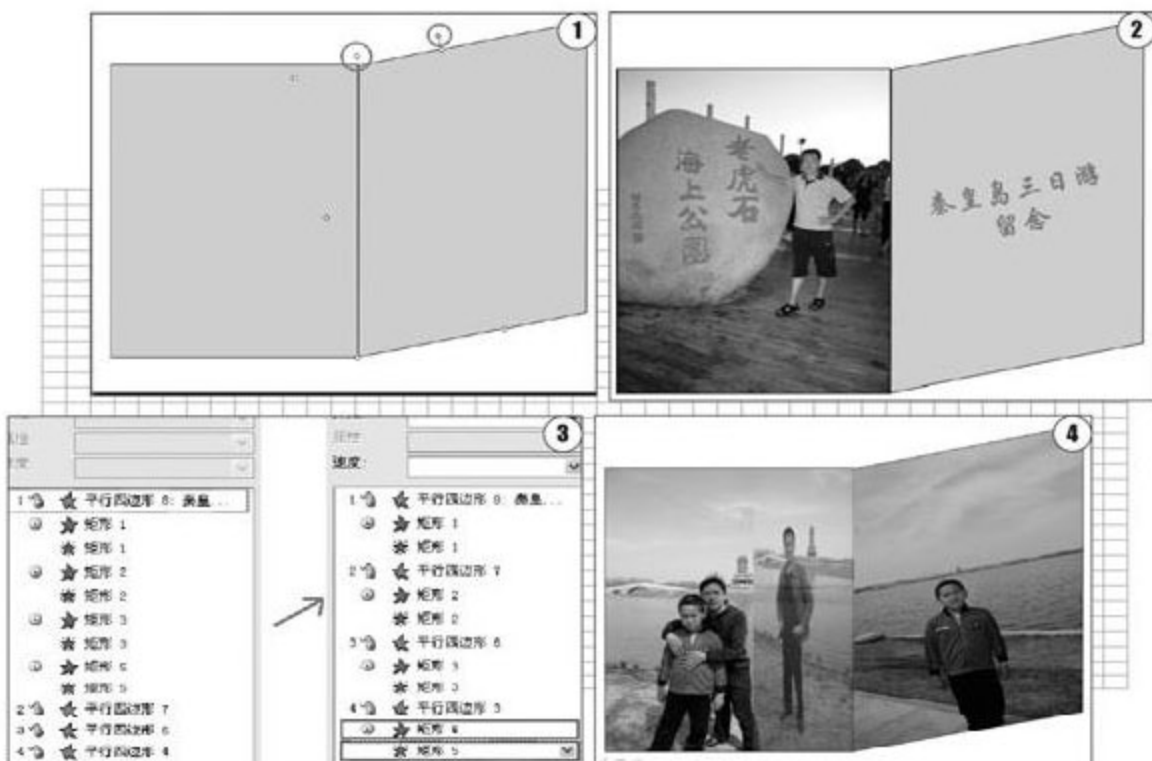 1
2
老虎石
海上公園
秦皇島三日游
留念
3
速度:
1 平行四边形 8: 秦皇...
矩形 1
矩形 1
矩形 2
矩形 2
矩形 3
矩形 3
矩形 5
矩形 5
2 平行四边形 7
3 平行四边形 6
4 平行四边形 4
速度:
1 平行四边形 8: 秦皇...
矩形 1
矩形 1
2 平行四边形 7
矩形 2
矩形 2
3 平行四边形 6
矩形 3
矩形 3
4 平行四边形
矩形
矩形 5
4